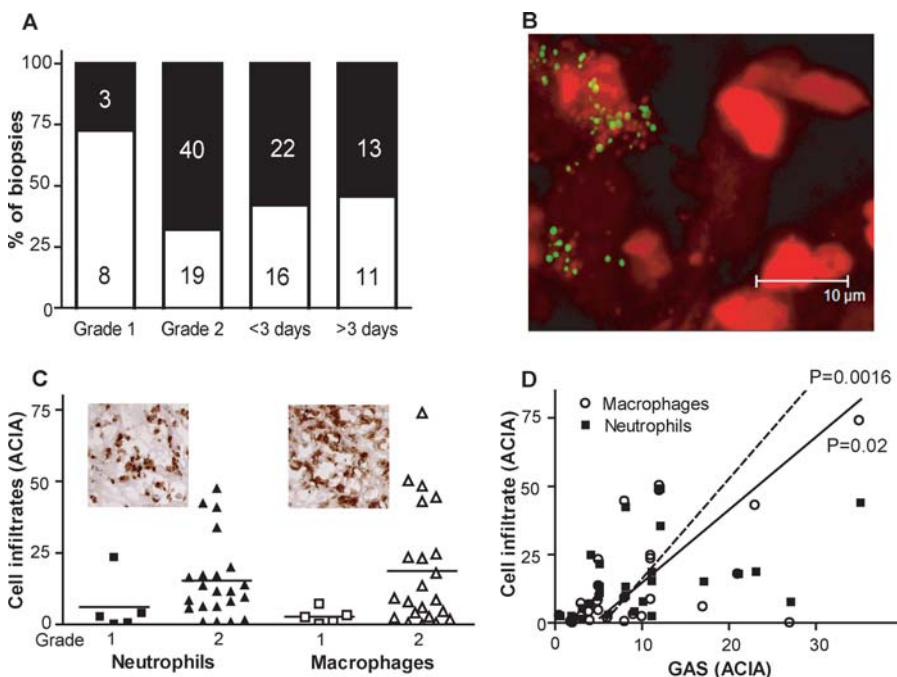 A
% of biopsies
100
75
50
25
0
3
8
40
19
22
16
13
11
Grade 1 Grade 2 <3 days >3 days
B
10 µm
C
Cell infiltrates (ACIA)
75
50
25
0
Grade 1 2 1 2
Neutrophils Macrophages
D
Cell infiltrate (ACIA)
75
50
25
0
Macrophages
Neutrophils
P=0.0016
P=0.02
0 10 20 30
GAS (ACIA)